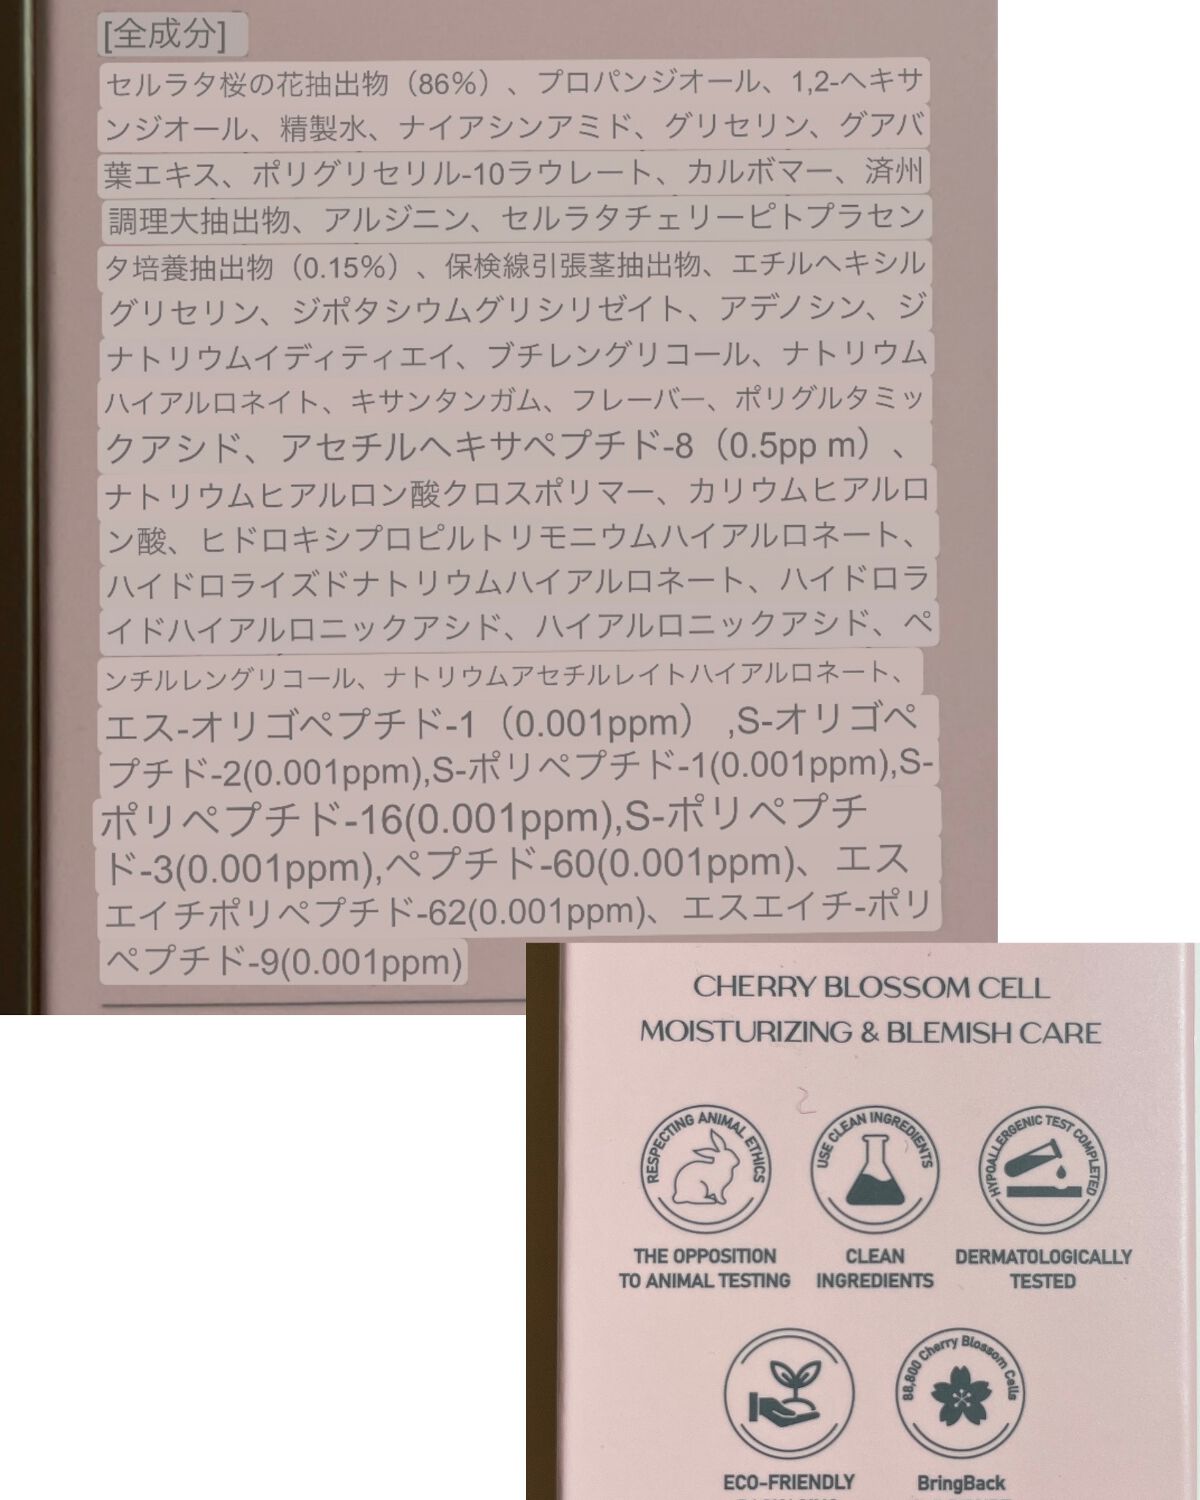 [全成分]
セルラタ桜の花抽出物（86%）、プロパンジオール、1,2-ヘキサ
ンジオール、精製水、ナイアシンアミド、グリセリン、グアバ
葉エキス、ポリグリセリル-10ラウレート、カルボマー、済州
調理大抽出物、アルジニン、セルラタチェリーピトプラセン
タ培養抽出物（0.15%）、保検線引張茎抽出物、エチルヘキシル
グリセリン、ジポタシウムグリシリゼイト、アデノシン、ジ
ナトリウムイディティエイ、ブチレングリコール、ナトリウム
ハイアルロネイト、キサンタンガム、フレーバー、ポリグルタミッ
クアシド、アセチルヘキサペプチド-8（0.5pp m）、
ナトリウムヒアルロン酸クロスポリマー、カリウムヒアルロ
ン酸、ヒドロキシプロピルトリモニウムハイアルロネート、
ハイドロライズドナトリウムハイアルロネート、ハイドロラ
イドハイアルロニックアシド、ハイアルロニックアシド、ペ
ンチルレングリコール、ナトリウムアセチルレイトハイアルロネート、
エス-オリゴペプチド-1（0.001ppm） ,S-オリゴペ
プチド-2(0.001ppm),S-ポリペプチド-1(0.001ppm),S-
ポリペプチド-16(0.001ppm),S-ポリペプチ
ド-3(0.001ppm),ペプチド-60(0.001ppm)、エス
エイチポリペプチド-62(0.001ppm)、エスエイチ-ポリ
ペプチド-9(0.001ppm)
CHERRY BLOSSOM CELL
MOISTURIZING & BLEMISH CARE
RESPECTING ANIMAL ETHICS
USE CLEAN INGREDIENTS
HYPOALLERGENIC TEST COMPLETED
THE OPPOSITION
TO ANIMAL TESTING
CLEAN
INGREDIENTS
DERMATOLOGICALLY
TESTED
88,800 Cherry Blossom Cells
ECO-FRIENDLY
BringBack